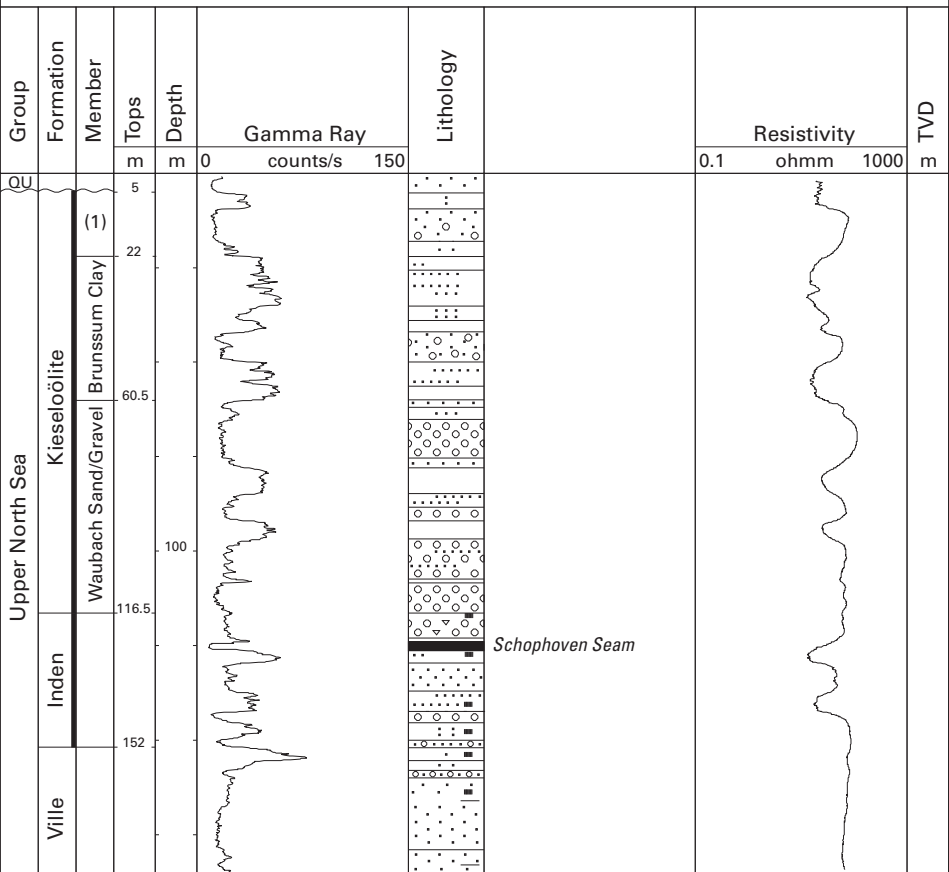 Group
Formation
Member
Tops
Depth
Gamma Ray
Lithology
Resistivity
TVD
m
m
0 counts/s 150
0.1 ohmm 1000
m
QU
5
(1)
22
Brunssum Clay
60.5
Kieseloölite
Waubach Sand/Gravel
Upper North Sea
100
116.5
Schophoven Seam
Inden
152
Ville